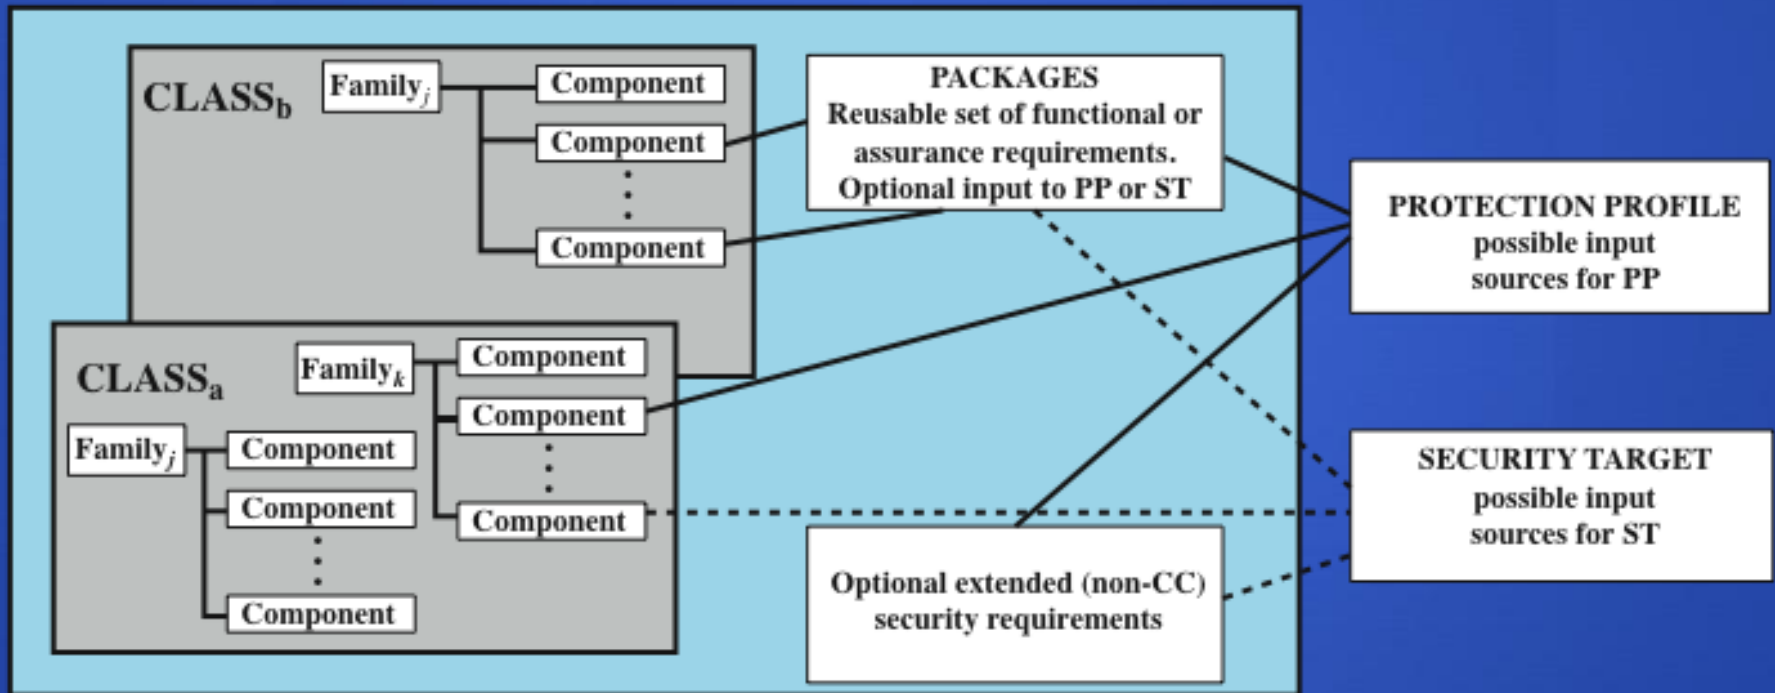 CLASSb
Familyj
Component
Component
Component
CLASSa
Familyk
Component
Component
Component
Familyj
Component
Component
Component
PACKAGES
Reusable set of functional or
assurance requirements.
Optional input to PP or ST
Optional extended (non-CC)
security requirements
PROTECTION PROFILE
possible input
sources for PP
SECURITY TARGET
possible input
sources for ST